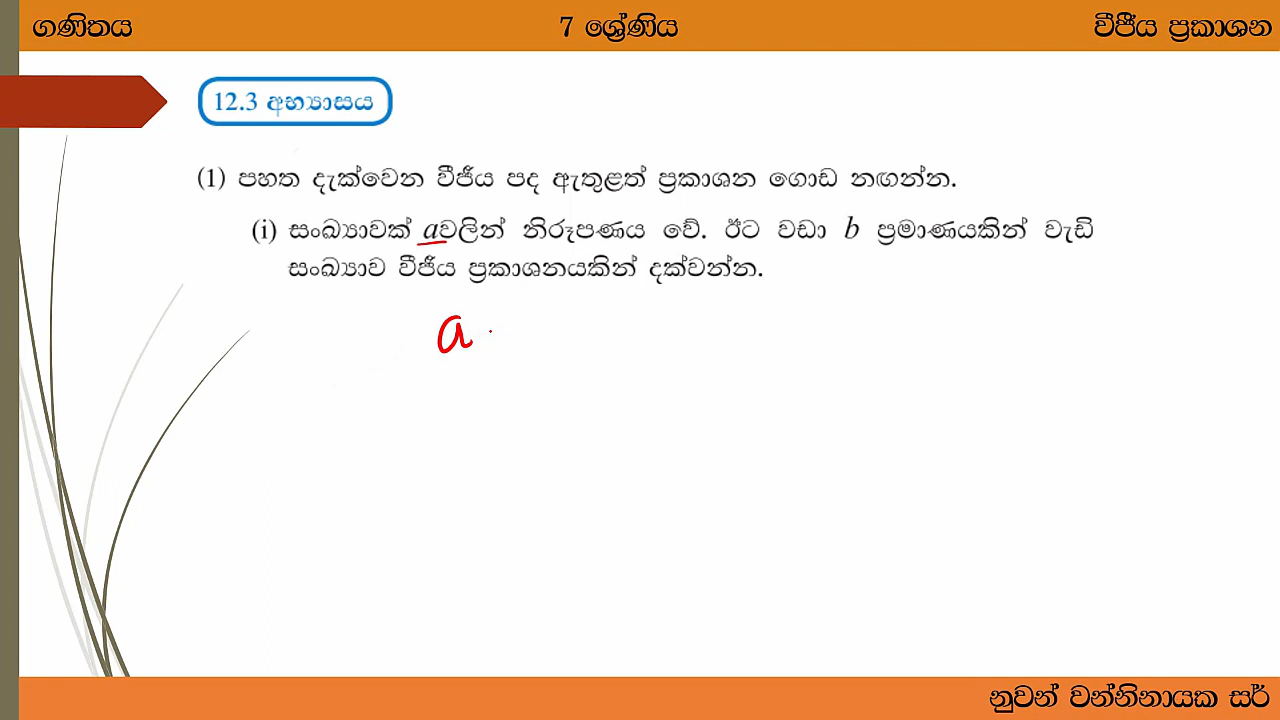 ගණිතය 7 ශ්‍රේණිය වීජීය ප්‍රකාශන
12.3 අභ්‍යාසය
(1) පහත දැක්වෙන වීජීය පද ඇතුළත් ප්‍රකාශන ගොඩ නඟන්න.
(i) සංඛ්‍යාවක් aවලින් නිරූපණය වේ. ඊට වඩා b ප්‍රමාණයකින් වැඩි
සංඛ්‍යාව වීජීය ප්‍රකාශනයකින් දක්වන්න.
a
නුවන් වන්නිනායක සර්